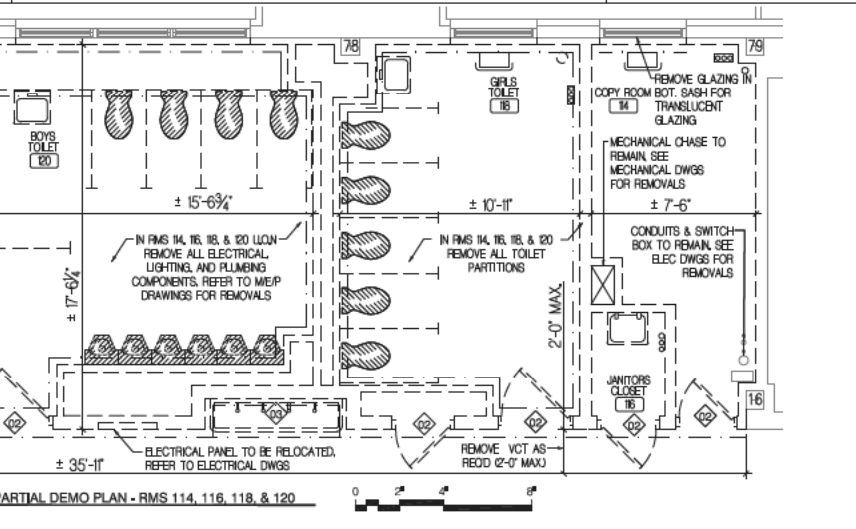 78
79
GIRLS
TOILET
118
COPY ROOM
114
REMOVE GLAZING IN
BOT. SASH FOR
TRANSLUCENT
GLAZING
BOYS
TOILET
120
MECHANICAL CHASE TO
REMAIN, SEE
MECHANICAL DWGS
FOR REMOVALS
± 15'-6¾"
± 10'-11"
± 7'-6"
IN RMS 114, 116, 118, & 120 U.O.N
REMOVE ALL ELECTRICAL,
LIGHTING, AND PLUMBING
COMPONENTS. REFER TO M/E/P
DRAWINGS FOR REMOVALS
IN RMS 114, 116, 118, & 120
REMOVE ALL TOILET
PARTITIONS
CONDUITS & SWITCH
BOX TO REMAIN. SEE
ELEC DWGS FOR
REMOVALS
± 17'-6¼"
2'-0" MAX.
JANITORS
CLOSET
116
16
02
03
02
02
02
02
ELECTRICAL PANEL TO BE RELOCATED,
REFER TO ELECTRICAL DWGS
REMOVE VCT AS
REQ'D (2'-0" MAX.)
± 35'-11"
PARTIAL DEMO PLAN - RMS 114, 116, 118, & 120
0 2" 4" 8"